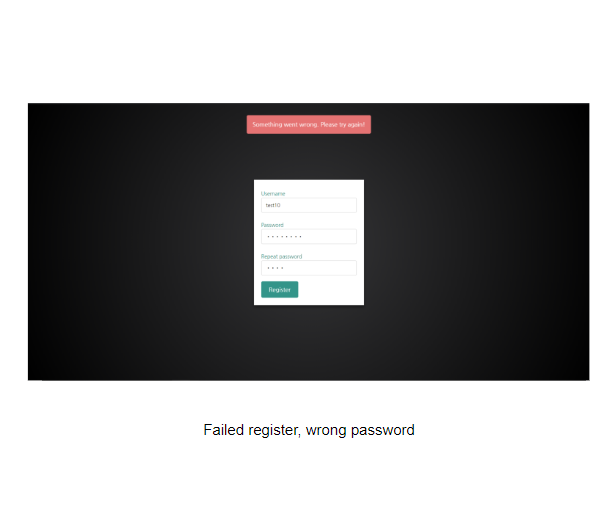 Something went wrong. Please try again!
Username
test10
Password
Repeat password
Register
Failed register, wrong password